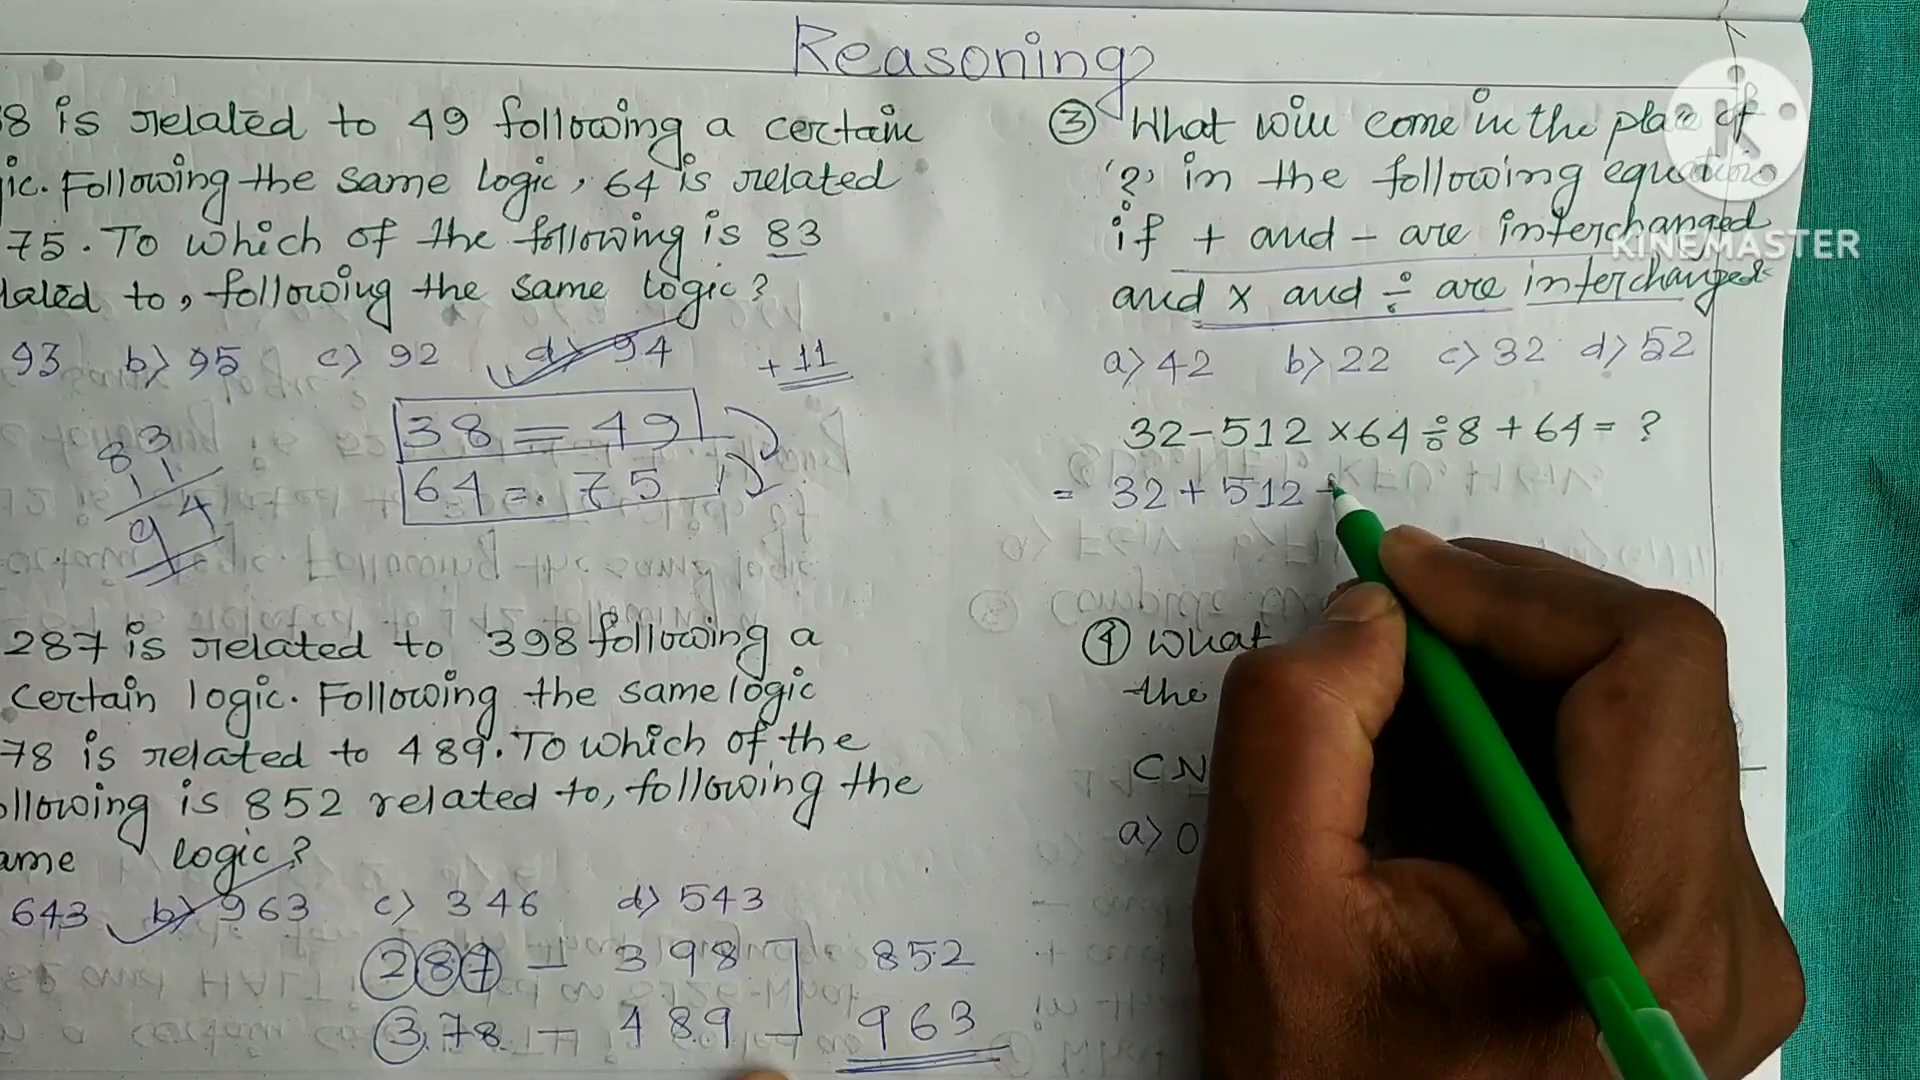 Reasoning
8 is related to 49 following a certain
ic. Following the same logic, 64 is related
75. To which of the following is 83
lated to, following the same logic?
93 b) 95 c) 92 d) 94 + 11
83
11
94
38 = 49
64 = 75
287 is related to 398 following a
certain logic. Following the same logic
78 is related to 489. To which of the
ollowing is 852 related to, following the
ame logic?
643 b) 963 c) 346 d) 543
287 - 398 852
378 - 489 963
③ What will come in the place of
'?' in the following equation
if + and - are interchanged
and x and ÷ are interchanged
a) 42 b) 22 c) 32 d) 52
32 - 512 × 64 ÷ 8 + 64 = ?
= 32 + 512
④ What
the
CN
a)
KINEMASTER